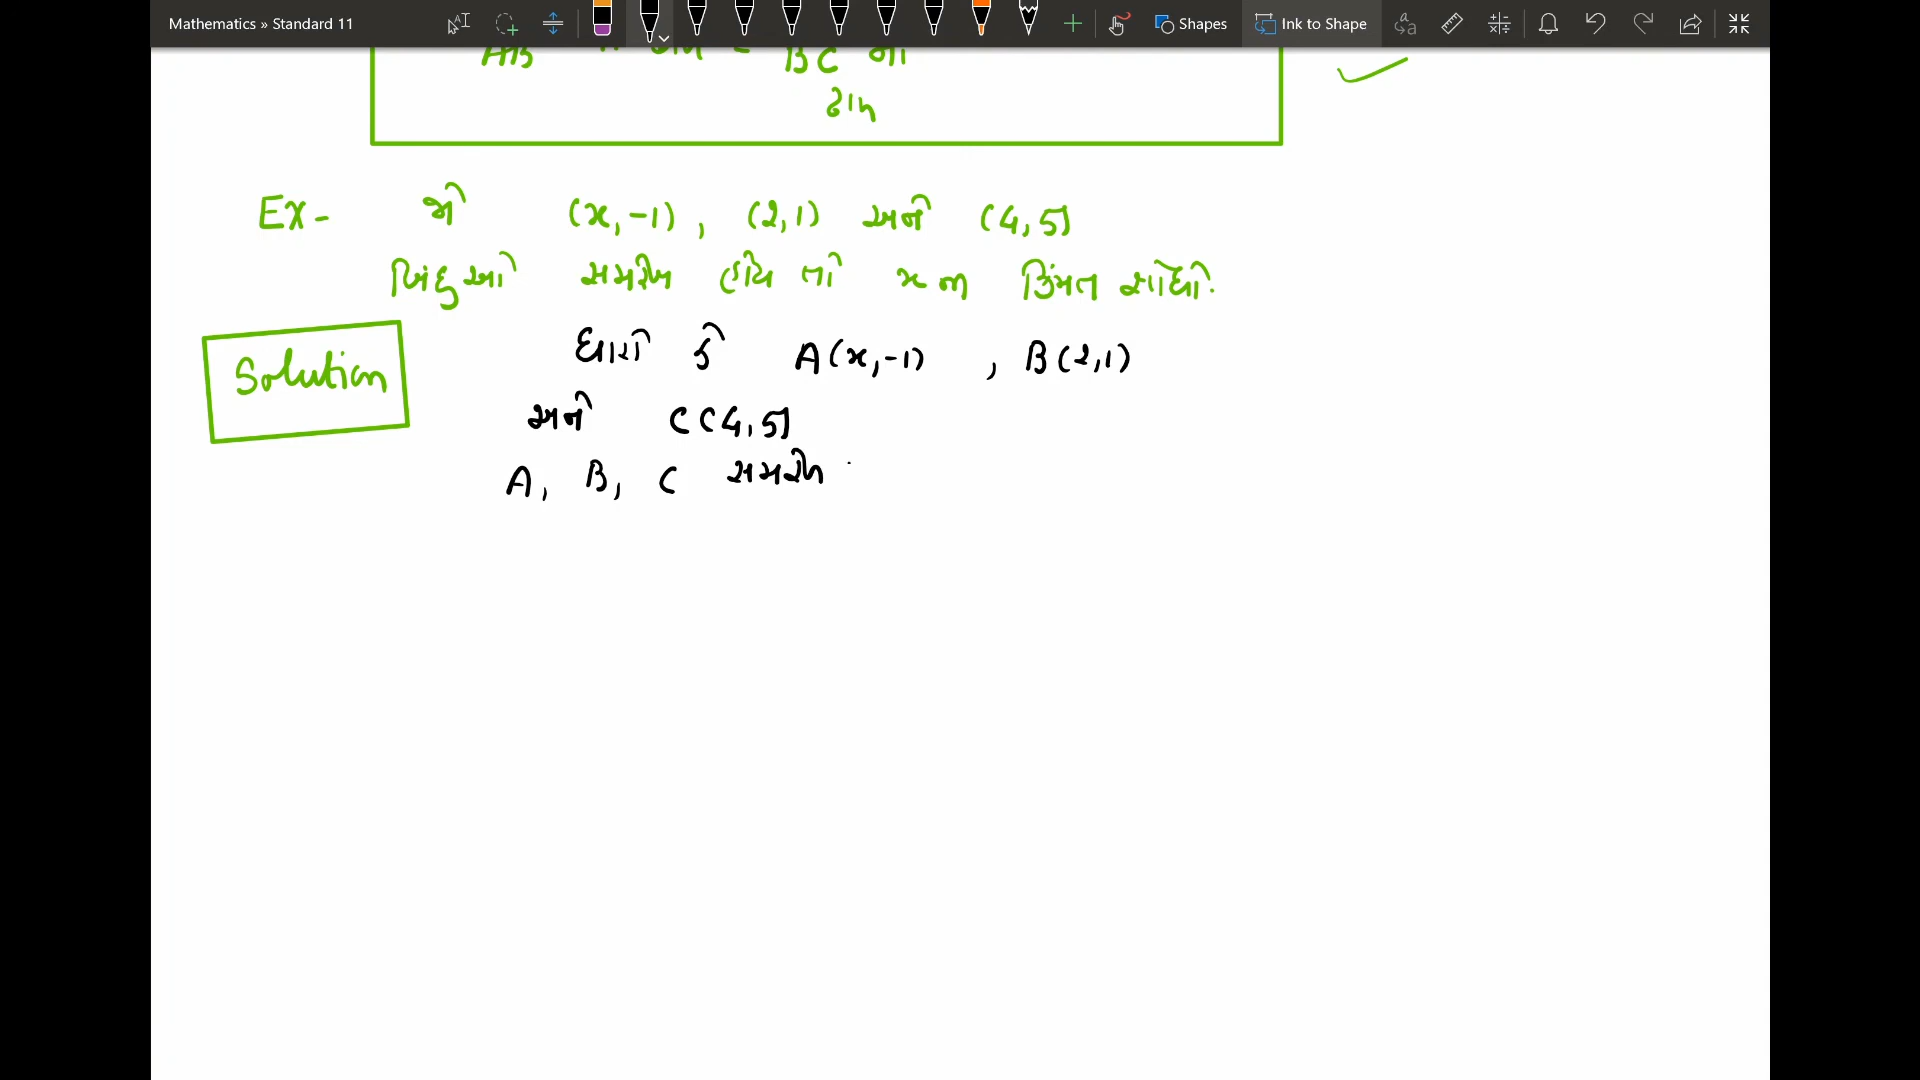 Mathematics » Standard 11
Shapes
Ink to Shape
AB ના ઢાળ = BC નો
ઢાળ
Ex - જો (x, -1), (2,1) અને (4,5)
બિંદુઓ સમરેખ હોય તો x ની કિંમત શોધો.
Solution
ધારો કે A(x,-1) , B(2,1)
અને C(4,5)
A, B, C સમરેખ